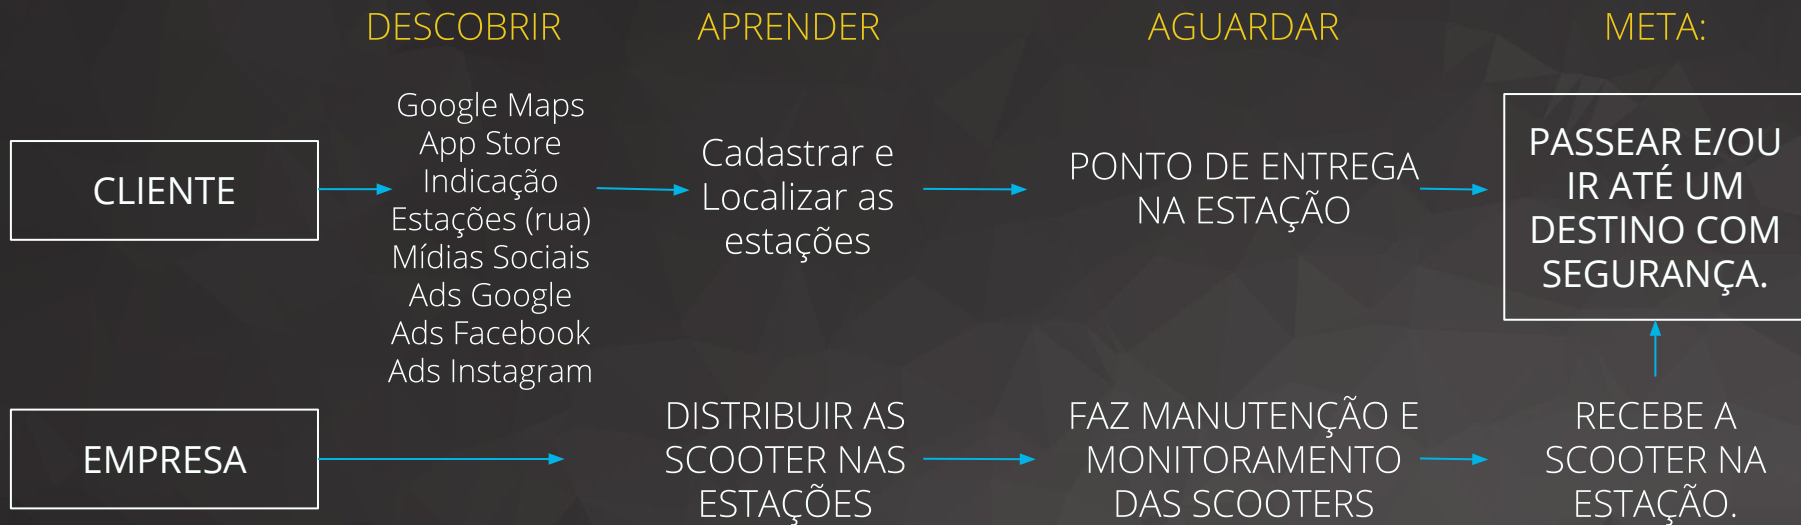 DESCOBRIR
APRENDER
AGUARDAR
META:
CLIENTE
Google Maps
App Store
Indicação
Estações (rua)
Mídias Sociais
Ads Google
Ads Facebook
Ads Instagram
Cadastrar e
Localizar as
estações
PONTO DE ENTREGA
NA ESTAÇÃO
PASSEAR E/OU
IR ATÉ UM
DESTINO COM
SEGURANÇA.
EMPRESA
DISTRIBUIR AS
SCOOTER NAS
ESTAÇÕES
FAZ MANUTENÇÃO E
MONITORAMENTO
DAS SCOOTERS
RECEBE A
SCOOTER NA
ESTAÇÃO.